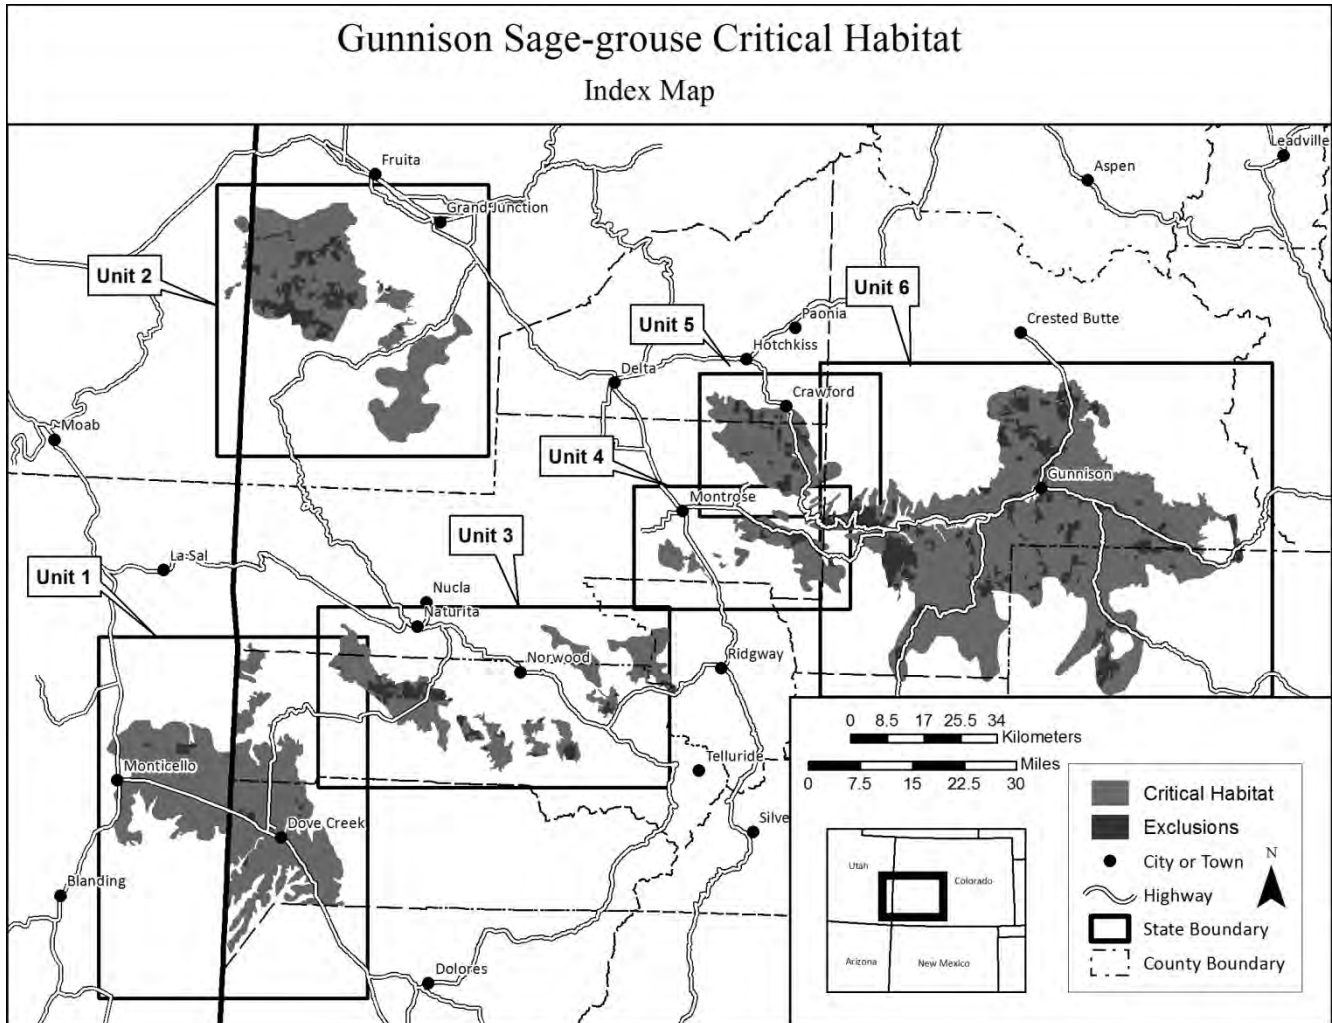 Gunnison Sage-grouse Critical Habitat
Index Map
Leadville
Fruita
Aspen
Grand Junction
Unit 2
Unit 6
Paonia
Crested Butte
Unit 5
Hotchkiss
Delta
Crawford
Moab
Unit 4
Gunnison
Montrose
Unit 3
La Sal
Unit 1
Nucla
Naturita
Norwood
Ridgway
0 8.5 17 25.5 34
Kilometers
Telluride
Miles
Monticello
0 7.5 15 22.5 30
Critical Habitat
Silve
Dove Creek
Exclusions
N
Utah
City or Town
Colorado
Blanding
Highway
State Boundary
Arizona
New Mexico
County Boundary
Dolores